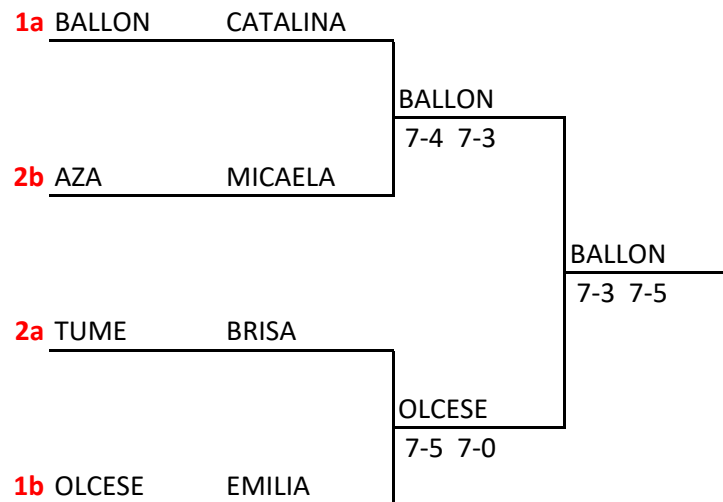 1a BALLON CATALINA
BALLON
7-4 7-3
2b AZA MICAELA
BALLON
7-3 7-5
2a TUME BRISA
OLCESE
7-5 7-0
1b OLCESE EMILIA